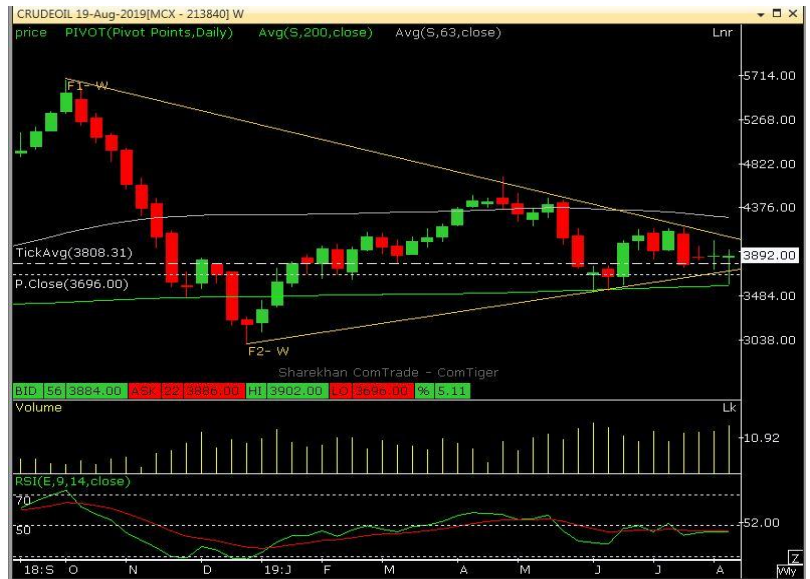 CRUDEOIL 19-Aug-2019[MCX - 213840] W
price PIVOT(Pivot Points,Daily) Avg(S,200,close) Avg(S,63,close) Lnr
F1- W
5714.00
5268.00
4822.00
4376.00
TickAvg(3808.31)
3892.00
P.Close(3696.00)
3484.00
3038.00
F2- W
Sharekhan ComTrade - ComTiger
BID 56 3884.00 ASK 22 3886.00 HI 3902.00 LO 3696.00 % 5.11
Volume Lk
10.92
RSI(E,9,14,close)
70
50
52.00
18:S O N D 19:J F M A M J J A
Z
Wly